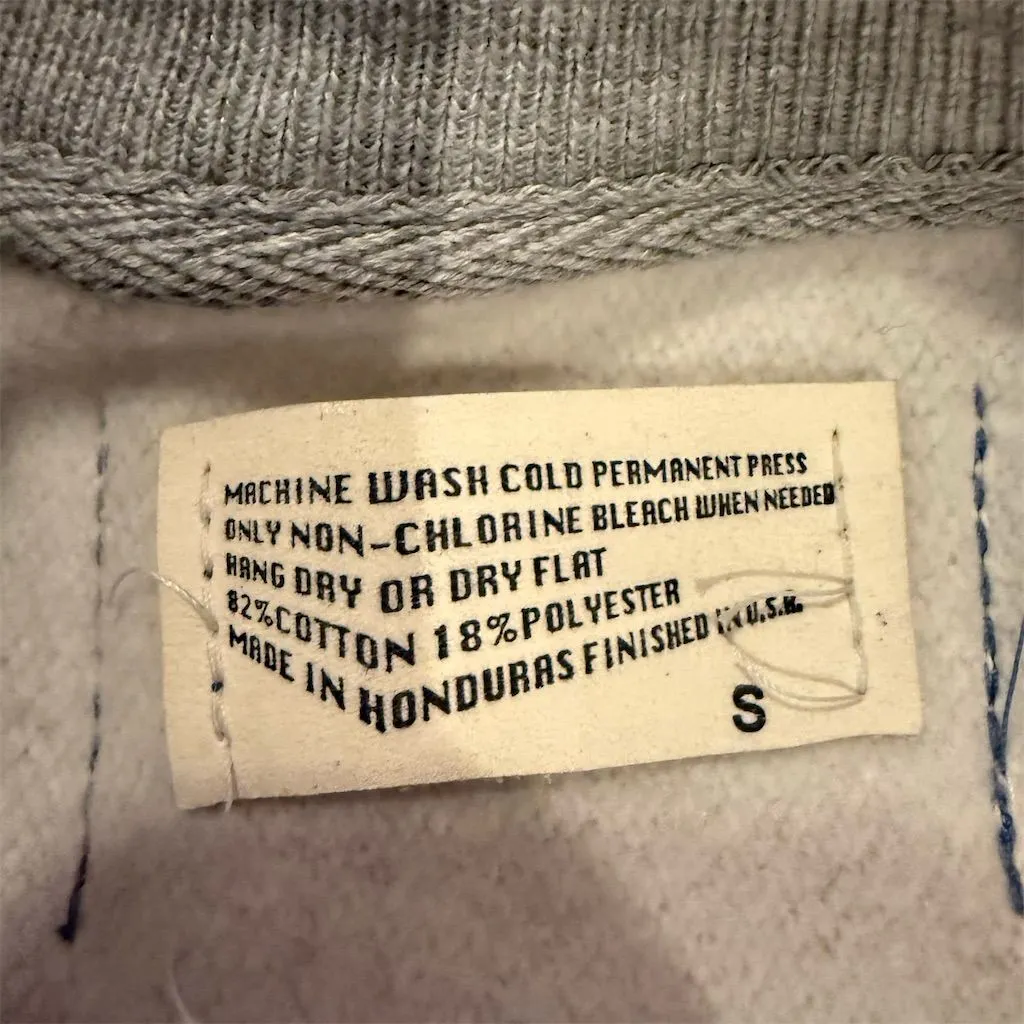 MACHINE WASH COLD PERMANENT PRESS
ONLY NON-CHLORINE BLEACH WHEN NEEDED
HANG DRY OR DRY FLAT
82% COTTON 18% POLYESTER
MADE IN HONDURAS FINISHED IN U.S.A.
S